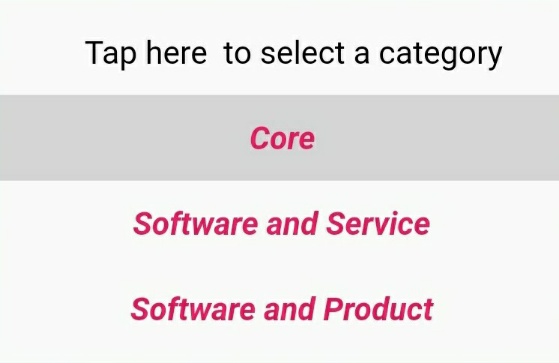 Tap here  to select a category
Core
Software and Service
Software and Product